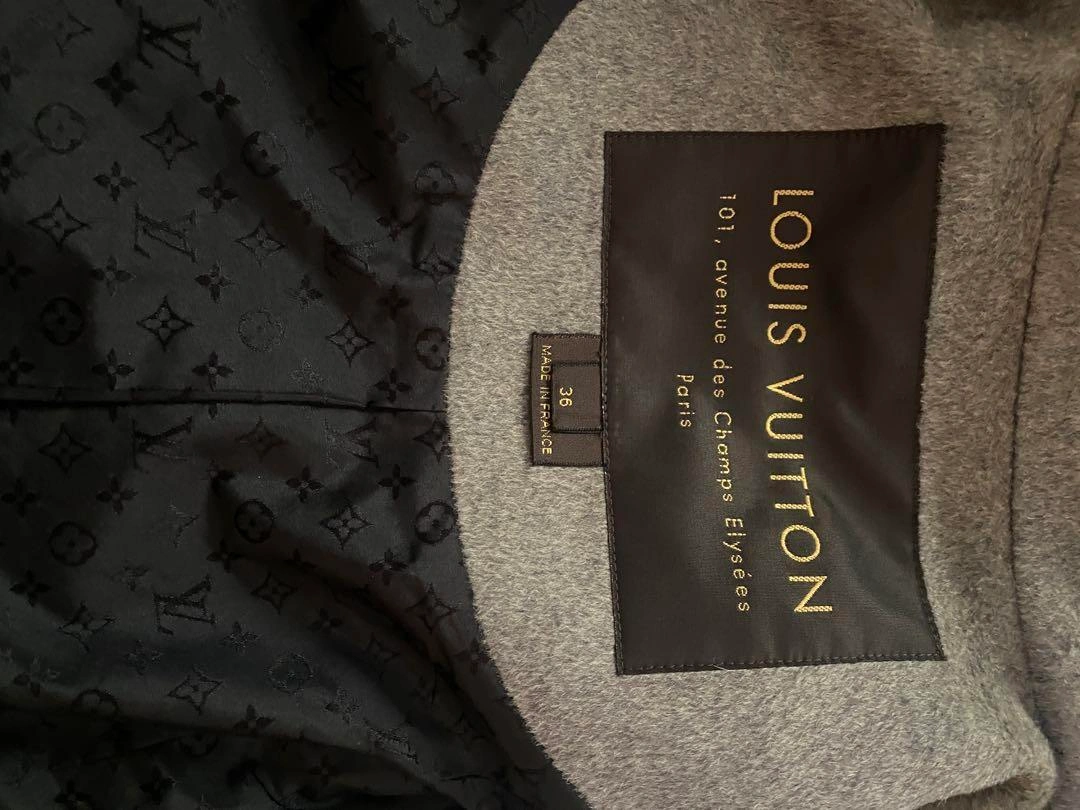 LOUIS VUITTON
101, avenue des Champs Elysées
Paris
36
MADE IN FRANCE